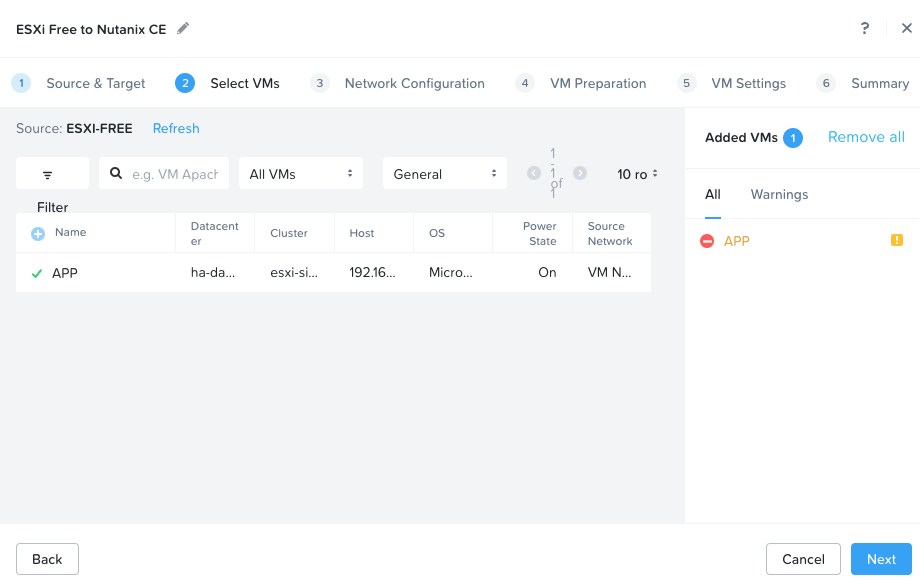 ESXi Free to Nutanix CE
?
1 Source & Target 2 Select VMs 3 Network Configuration 4 VM Preparation 5 VM Settings 6 Summary
Source: ESXI-FREE Refresh
e.g. VM Apach All VMs General
1
-
1
of
1
10 ro
Filter
Name Datacent
er Cluster Host OS Power
State Source
Network
APP ha-da... esxi-si... 192.16... Micro... On VM N...
Added VMs 1 Remove all
All Warnings
APP !
Back Cancel Next